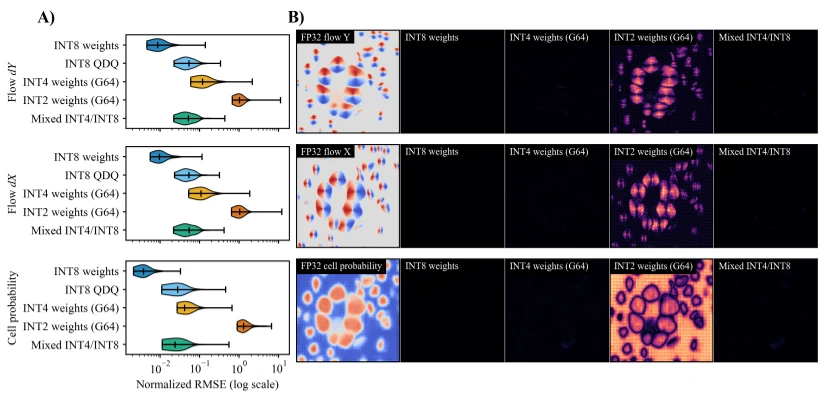 A)
B)
Flow dY
INT8 weights
INT8 QDQ
INT4 weights (G64)
INT2 weights (G64)
Mixed INT4/INT8
FP32 flow Y
INT8 weights
INT4 weights (G64)
INT2 weights (G64)
Mixed INT4/INT8
Flow dX
INT8 weights
INT8 QDQ
INT4 weights (G64)
INT2 weights (G64)
Mixed INT4/INT8
FP32 flow X
INT8 weights
INT4 weights (G64)
INT2 weights (G64)
Mixed INT4/INT8
Cell probability
INT8 weights
INT8 QDQ
INT4 weights (G64)
INT2 weights (G64)
Mixed INT4/INT8
FP32 cell probability
INT8 weights
INT4 weights (G64)
INT2 weights (G64)
Mixed INT4/INT8
10⁻² 10⁻¹ 10⁰ 10¹
Normalized RMSE (log scale)